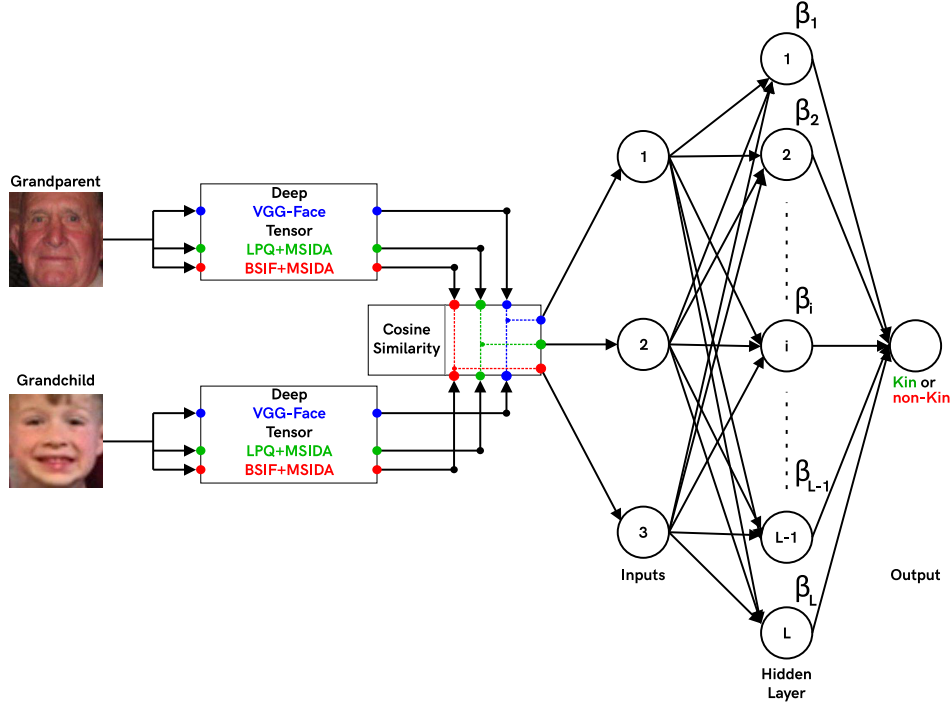 Grandparent
Deep
VGG-Face
Tensor
LPQ+MSIDA
BSIF+MSIDA
Cosine
Similarity
Grandchild
Deep
VGG-Face
Tensor
LPQ+MSIDA
BSIF+MSIDA
1
2
3
Inputs
β1
1
β2
2
βi
i
βL-1
L-1
βL
L
Hidden
Layer
Kin or
non-Kin
Output